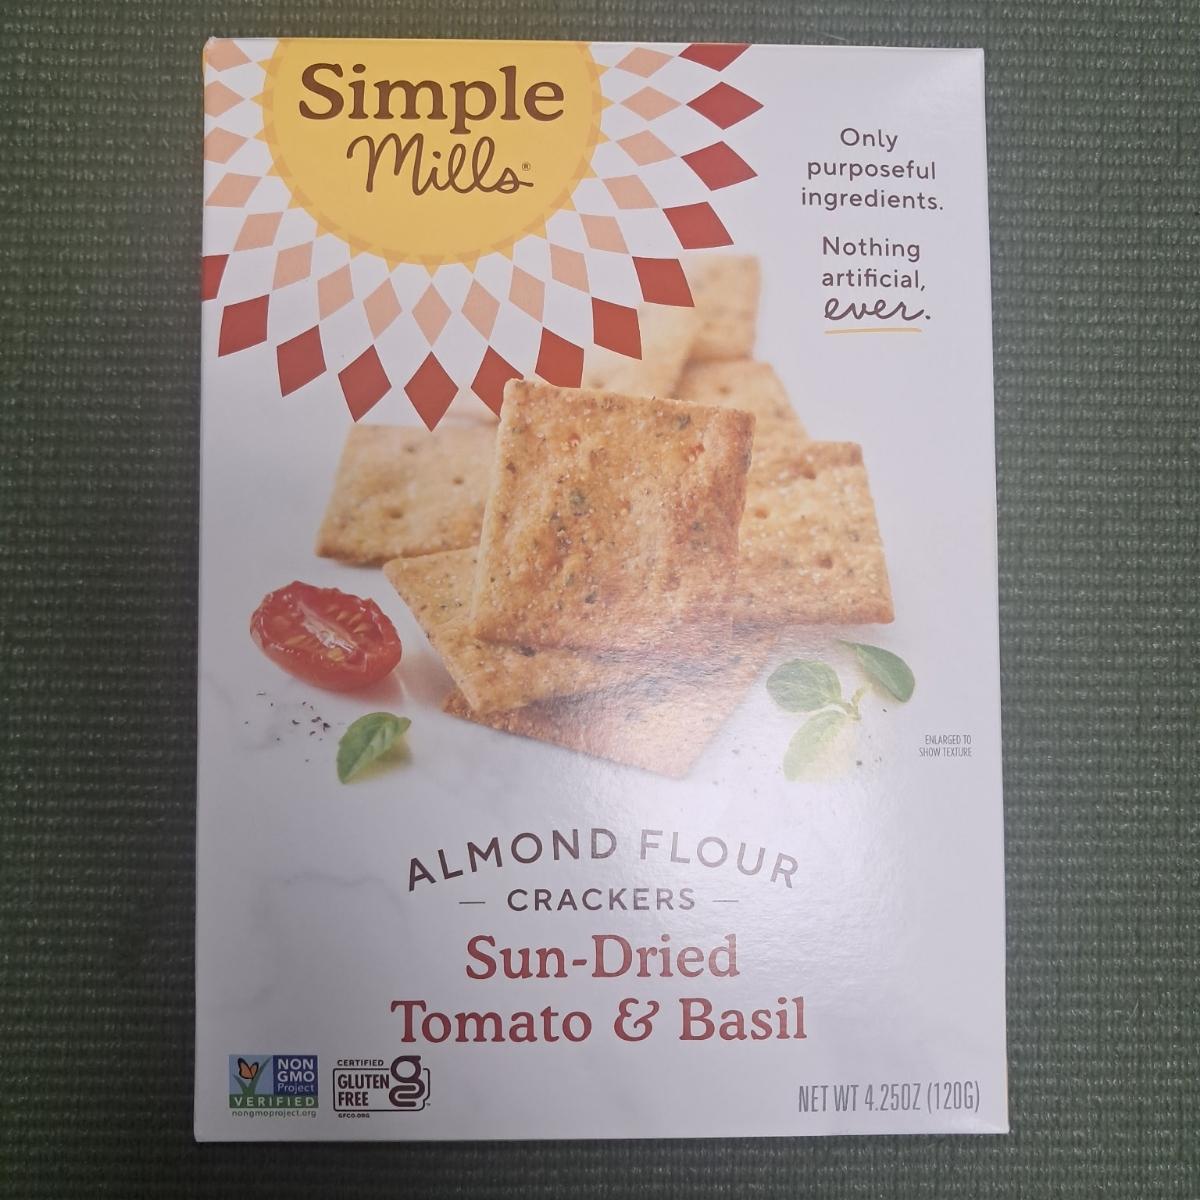 Simple
Mills®
Only
purposeful
ingredients.
Nothing
artificial,
ever.
ENLARGED TO
SHOW TEXTURE
ALMOND FLOUR
— CRACKERS —
Sun-Dried
Tomato & Basil
NON
GMO
Project
VERIFIED
nongmoproject.org
CERTIFIED
GLUTEN
FREE
GFCO.ORG
NET WT 4.25OZ (120G)